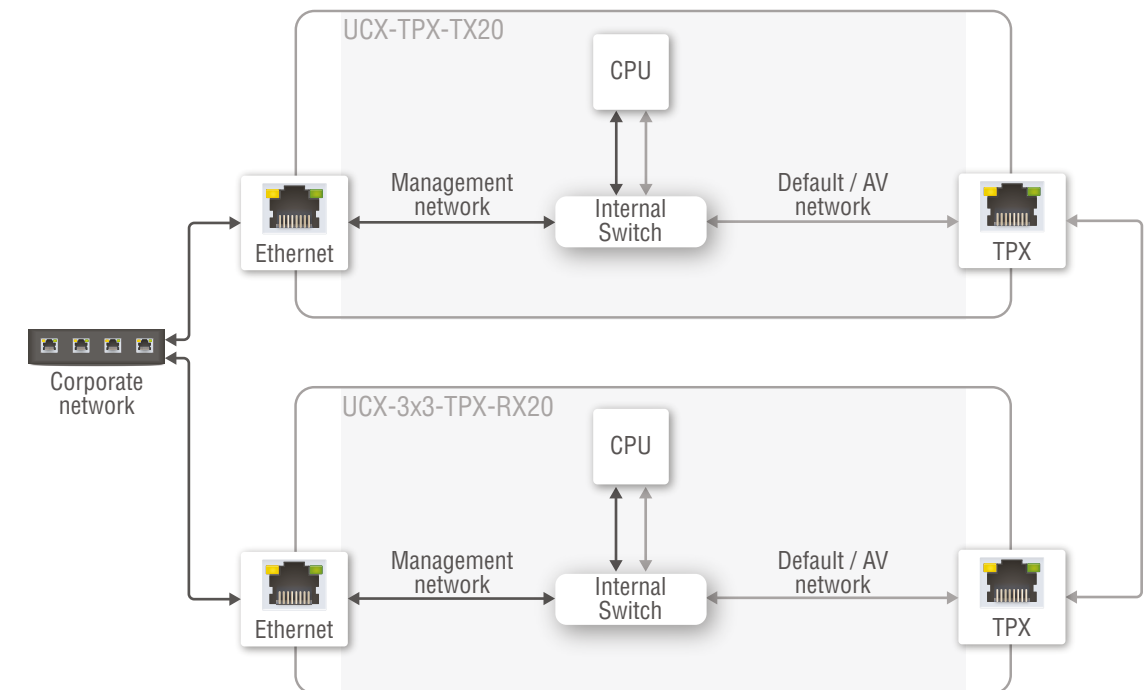 UCX-TPX-TX20
CPU
Management
network
Default / AV
network
Internal
Switch
Ethernet
TPX
Corporate
network
UCX-3x3-TPX-RX20
CPU
Management
network
Default / AV
network
Internal
Switch
Ethernet
TPX